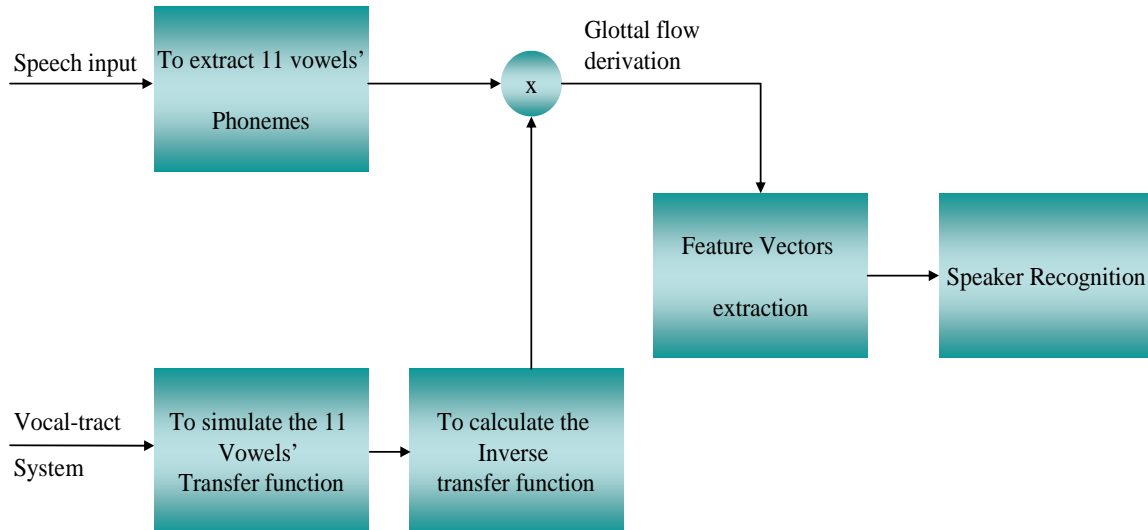 Speech input
To extract 11 vowels’
Phonemes
x
Glottal flow
derivation
Feature Vectors
extraction
Speaker Recognition
Vocal-tract
System
To simulate the 11
Vowels’
Transfer function
To calculate the
Inverse
transfer function